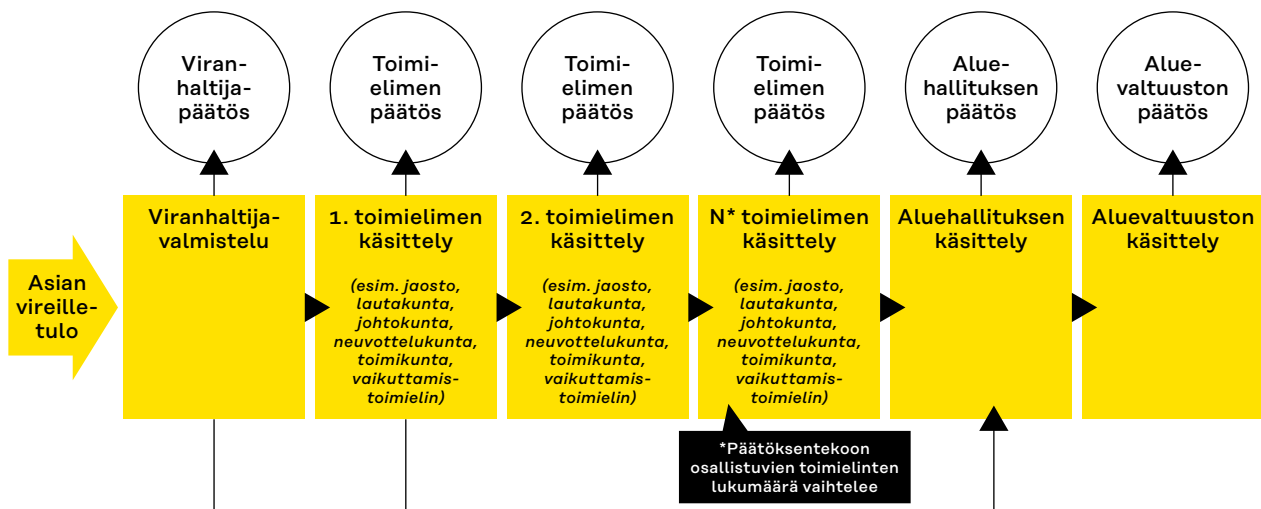 Viran-
haltija-
päätös
Toimi-
elimen
päätös
Toimi-
elimen
päätös
Toimi-
elimen
päätös
Alue-
hallituksen
päätös
Alue-
valtuuston
päätös
Asian
vireille-
tulo
Viranhaltija-
valmistelu
1. toimielimen
käsittely
(esim. jaosto,
lautakunta,
johtokunta,
neuvottelukunta,
toimikunta,
vaikuttamis-
toimielin)
2. toimielimen
käsittely
(esim. jaosto,
lautakunta,
johtokunta,
neuvottelukunta,
toimikunta,
vaikuttamis-
toimielin)
N* toimielimen
käsittely
(esim. jaosto,
lautakunta,
johtokunta,
neuvottelukunta,
toimikunta,
vaikuttamis-
toimielin)
Aluehallituksen
käsittely
Aluevaltuuston
käsittely
*Päätöksentekoon
osallistuvien toimielinten
lukumäärä vaihtelee